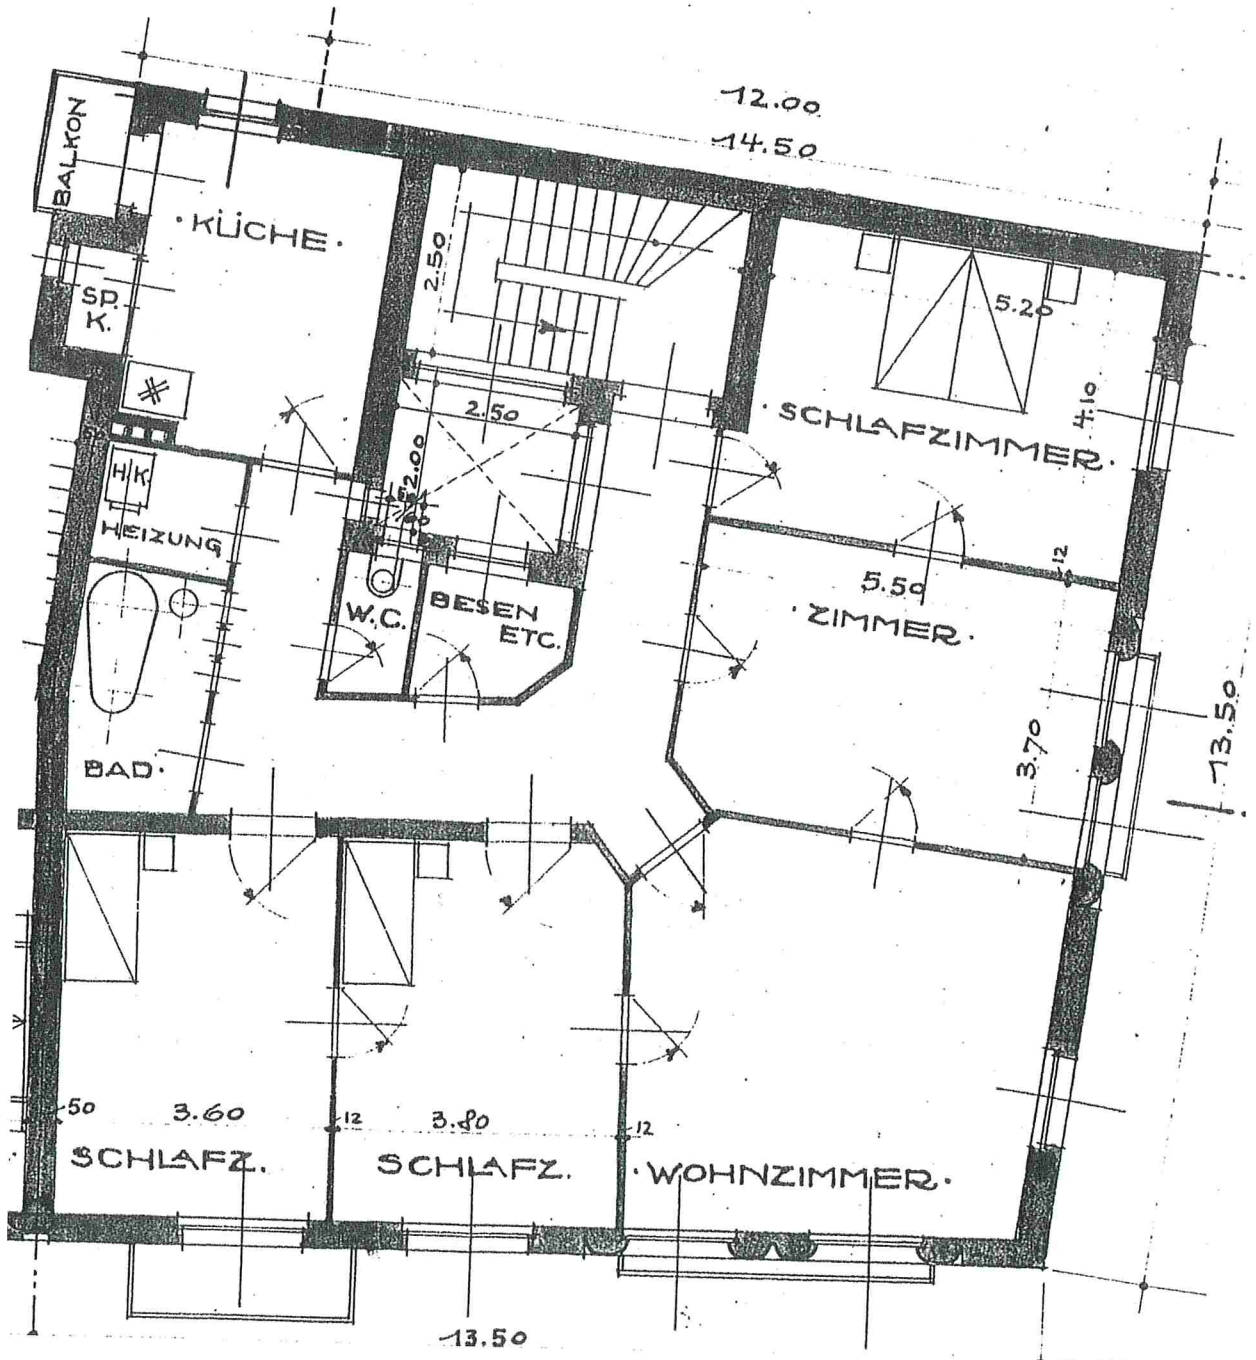 12.00
14.50
BALKON
·KÜCHE·
2.50
SP.
K.
5.20
2.50
4.10
·SCHLAFZIMMER·
50
2.00
H.K.
HEIZUNG
12
5.50
W.C.
BESEN
ETC.
·ZIMMER·
13.50
3.70
BAD·
50
3.60
12
3.80
12
SCHLAFZ.
SCHLAFZ.
·WOHNZIMMER·
13.50